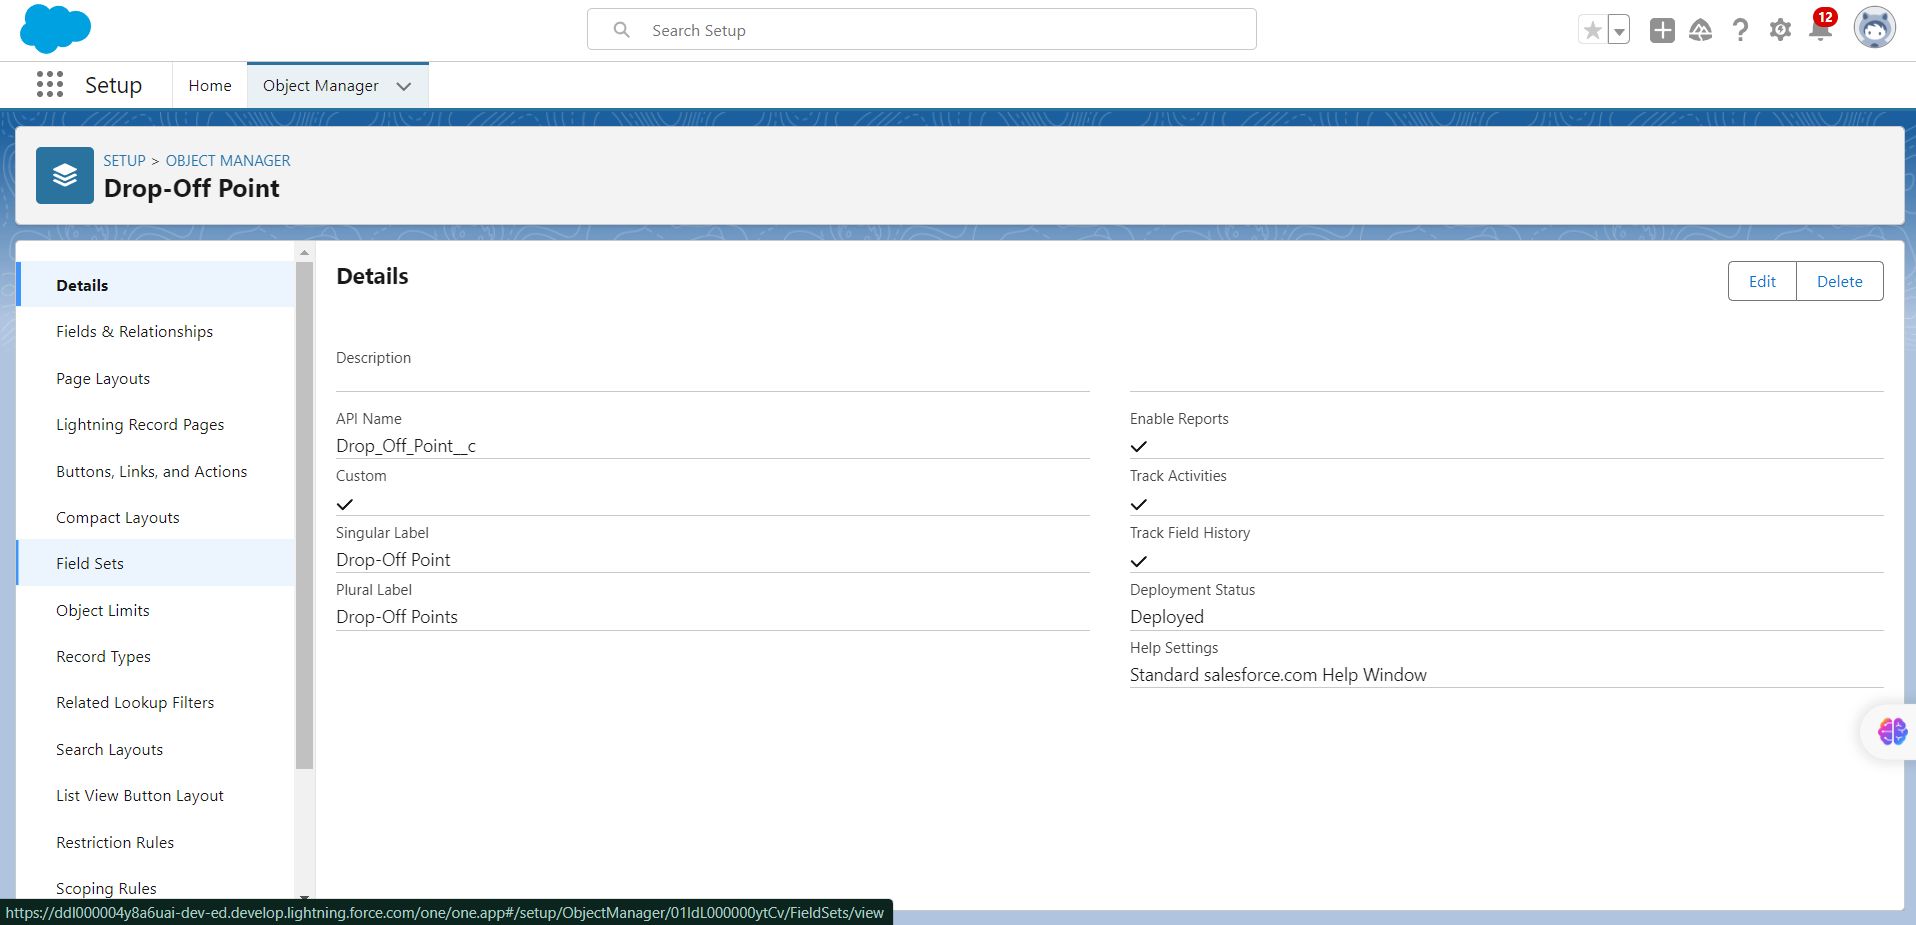 Search Setup
12
Setup
Home
Object Manager
SETUP > OBJECT MANAGER
Drop-Off Point
Details
Fields & Relationships
Page Layouts
Lightning Record Pages
Buttons, Links, and Actions
Compact Layouts
Field Sets
Object Limits
Record Types
Related Lookup Filters
Search Layouts
List View Button Layout
Restriction Rules
Scoping Rules
Details
Edit
Delete
Description
API Name
Drop_Off_Point__c
Custom
Singular Label
Drop-Off Point
Plural Label
Drop-Off Points
Enable Reports
Track Activities
Track Field History
Deployment Status
Deployed
Help Settings
Standard salesforce.com Help Window
https://ddl000004y8a6uai-dev-ed.develop.lightning.force.com/one/one.app#/setup/ObjectManager/01IdL000000ytCv/FieldSets/view